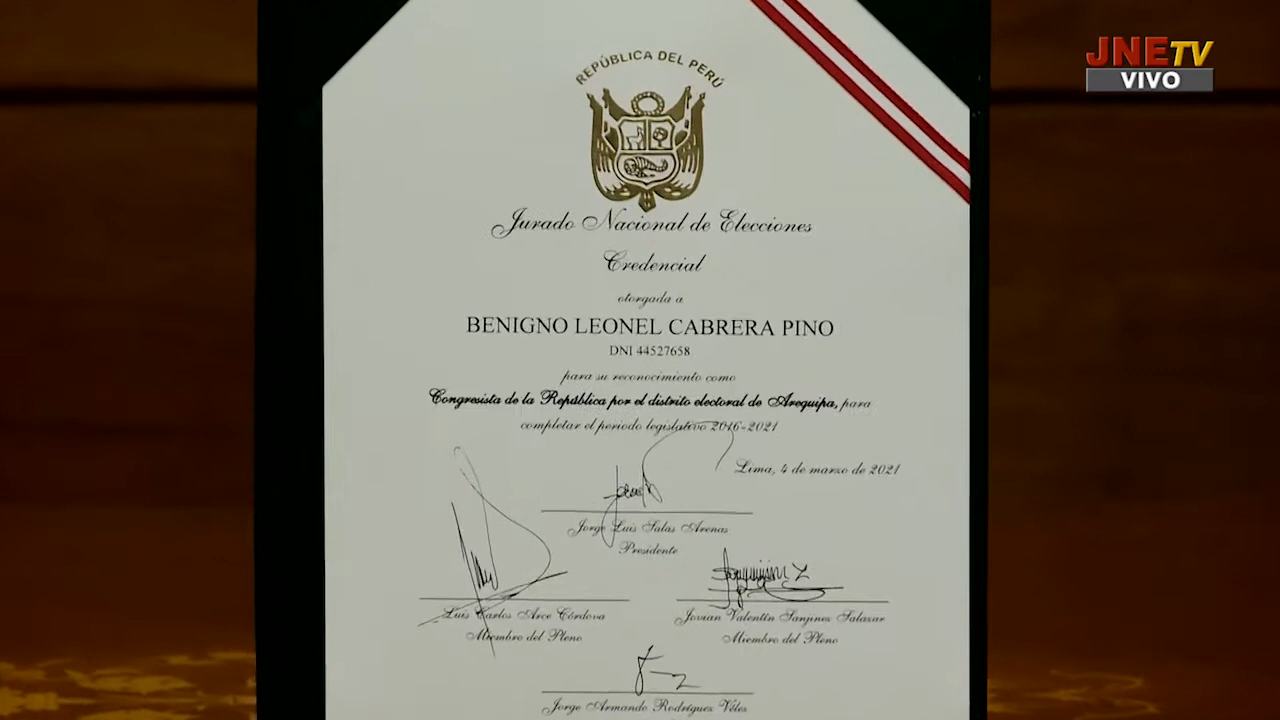 JNETV
VIVO
REPÚBLICA DEL PERÚ
Jurado Nacional de Elecciones
Credencial
otorgada a
BENIGNO LEONEL CABRERA PINO
DNI 44527658
para su reconocimiento como
Congresista de la República por el distrito electoral de Arequipa, para
completar el periodo legislativo 2016-2021
Lima, 4 de marzo de 2021
Jorge Luis Salas Arenas
Presidente
Luis Carlos Arce Córdova
Miembro del Pleno
Jovian Valentín Sanjinez Salazar
Miembro del Pleno
Jorge Armando Rodríguez Vélez